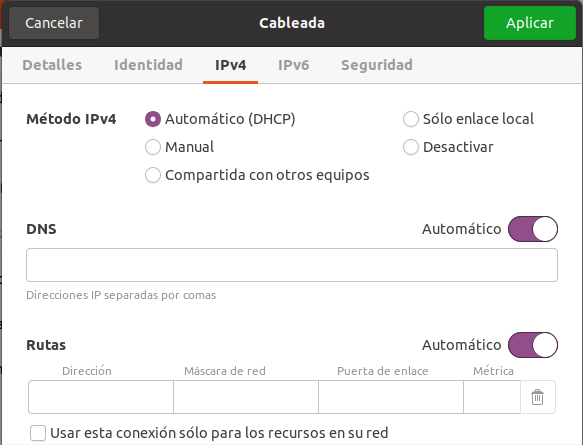 Cancelar Cableada Aplicar
Detalles Identidad IPv4 IPv6 Seguridad
Método IPv4 Automático (DHCP) Sólo enlace local
Manual Desactivar
Compartida con otros equipos
DNS Automático
Direcciones IP separadas por comas
Rutas Automático
Dirección Máscara de red Puerta de enlace Métrica
Usar esta conexión sólo para los recursos en su red